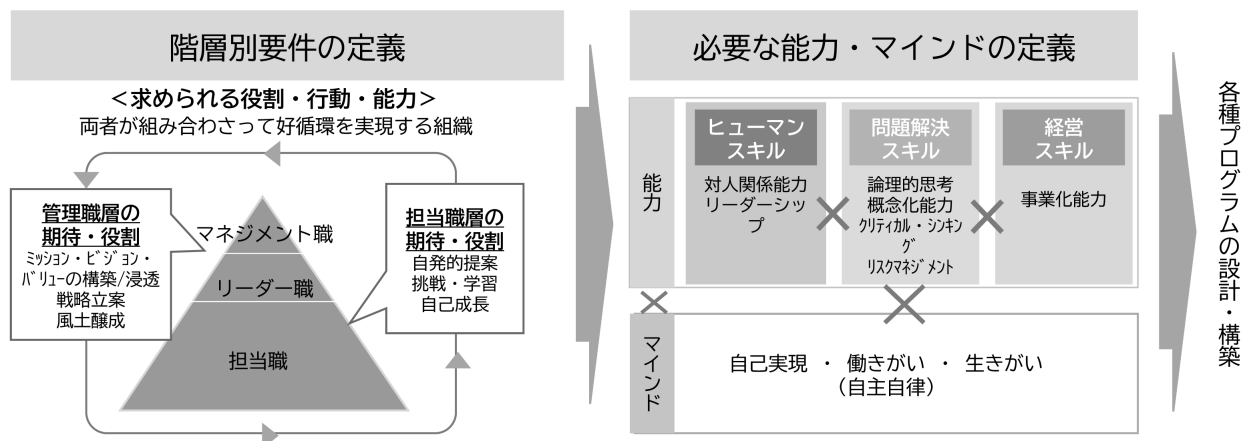 階層別要件の定義
＜求められる役割・行動・能力＞
両者が組み合わさって好循環を実現する組織
管理職層の
期待・役割
ﾐｯｼｮﾝ・ﾋﾞｼﾞｮﾝ・
ﾊﾞﾘｭｰの構築/浸透
戦略立案
風土醸成
マネジメント職
リーダー職
担当職
担当職層の
期待・役割
自発的提案
挑戦・学習
自己成長
必要な能力・マインドの定義
能力
ヒューマン
スキル
対人関係能力
リーダーシッ
プ
問題解決
スキル
論理的思考
概念化能力
ｸﾘﾃｨｶﾙ・ｼﾝｷﾝ
ｸﾞ
ﾘｽｸﾏﾈｼﾞﾒﾝﾄ
経営
スキル
事業化能力
マインド
自己実現 ・ 働きがい ・ 生きがい
（自主自律）
各種プログラムの設計・構築